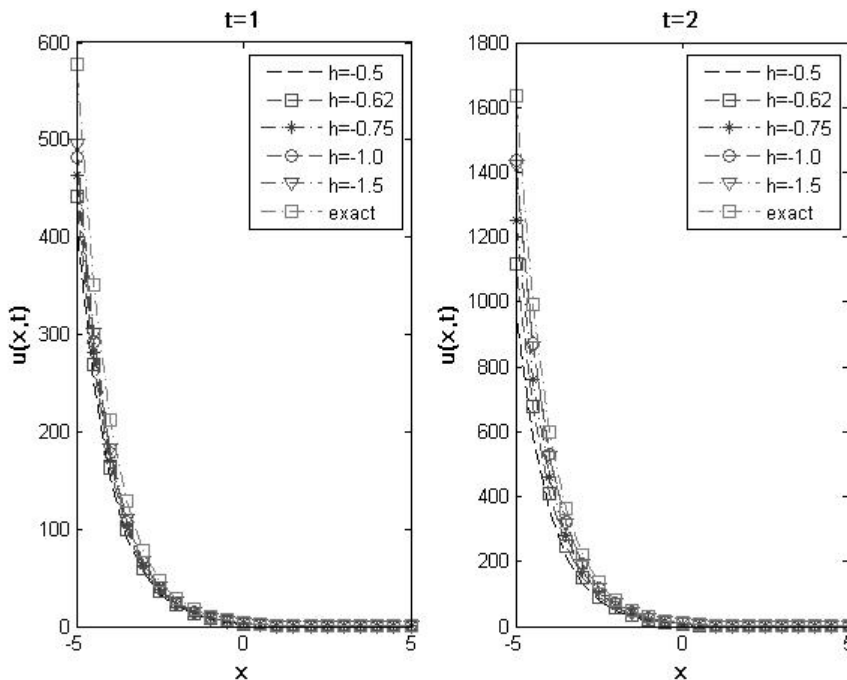 t=1
600
500
400
300
200
100
0
-5
0
5
x
u(x,t)
h=-0.5
h=-0.62
h=-0.75
h=-1.0
h=-1.5
exact
t=2
1800
1600
1400
1200
1000
800
600
400
200
0
-5
0
5
x
u(x,t)
h=-0.5
h=-0.62
h=-0.75
h=-1.0
h=-1.5
exact